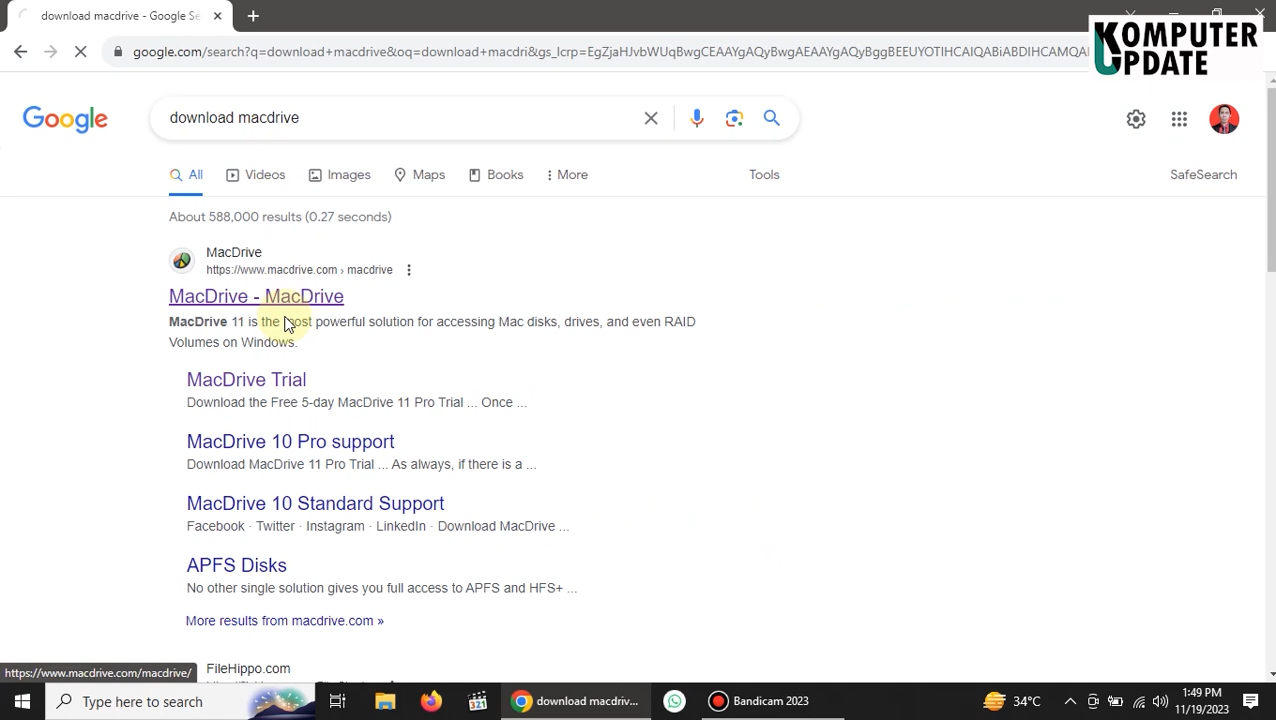 download macdrive - Google Se
KOMPUTER
UPDATE
google.com/search?q=download+macdrive&oq=download+macdri&gs_lcrp=EgZjaHJvbWUqBwgCEAAYgAQyBwgAEAAYgAQyBggBEEUYOTIHCAIQABiABDIHCAMQA
Google
download macdrive
All Videos Images Maps Books More Tools SafeSearch
About 588,000 results (0.27 seconds)
MacDrive
https://www.macdrive.com › macdrive
MacDrive - MacDrive
MacDrive 11 is the most powerful solution for accessing Mac disks, drives, and even RAID
Volumes on Windows.
MacDrive Trial
Download the Free 5-day MacDrive 11 Pro Trial ... Once ...
MacDrive 10 Pro support
Download MacDrive 11 Pro Trial ... As always, if there is a ...
MacDrive 10 Standard Support
Facebook · Twitter · Instagram · LinkedIn · Download MacDrive ...
APFS Disks
No other single solution gives you full access to APFS and HFS+ ...
More results from macdrive.com »
FileHippo.com
https://www.macdrive.com/macdrive/
Type here to search
321
download macdriv...
Bandicam 2023
34°C
1:49 PM
11/19/2023